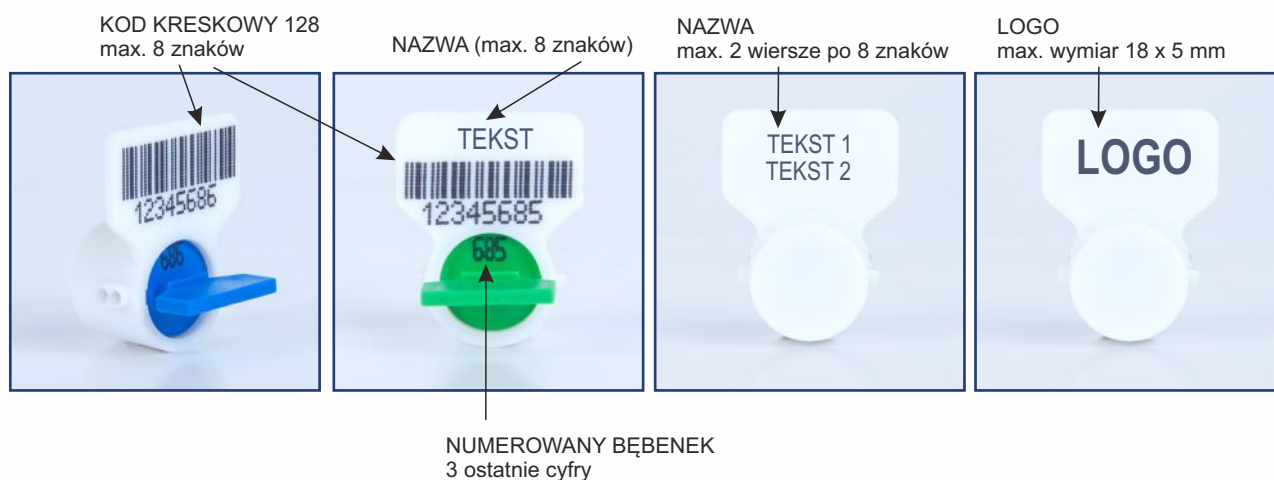 KOD KRESKOWY 128
max. 8 znaków
NAZWA (max. 8 znaków)
NAZWA
max. 2 wiersze po 8 znaków
LOGO
max. wymiar 18 x 5 mm
12345686
686
TEKST
12345685
685
TEKST 1
TEKST 2
LOGO
NUMEROWANY BĘBENEK
3 ostatnie cyfry